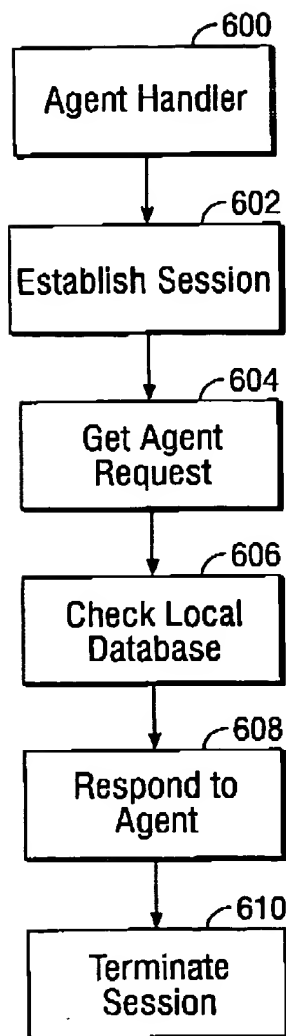 600
Agent Handler
602
Establish Session
604
Get Agent
Request
606
Check Local
Database
608
Respond to
Agent
610
Terminate
Session